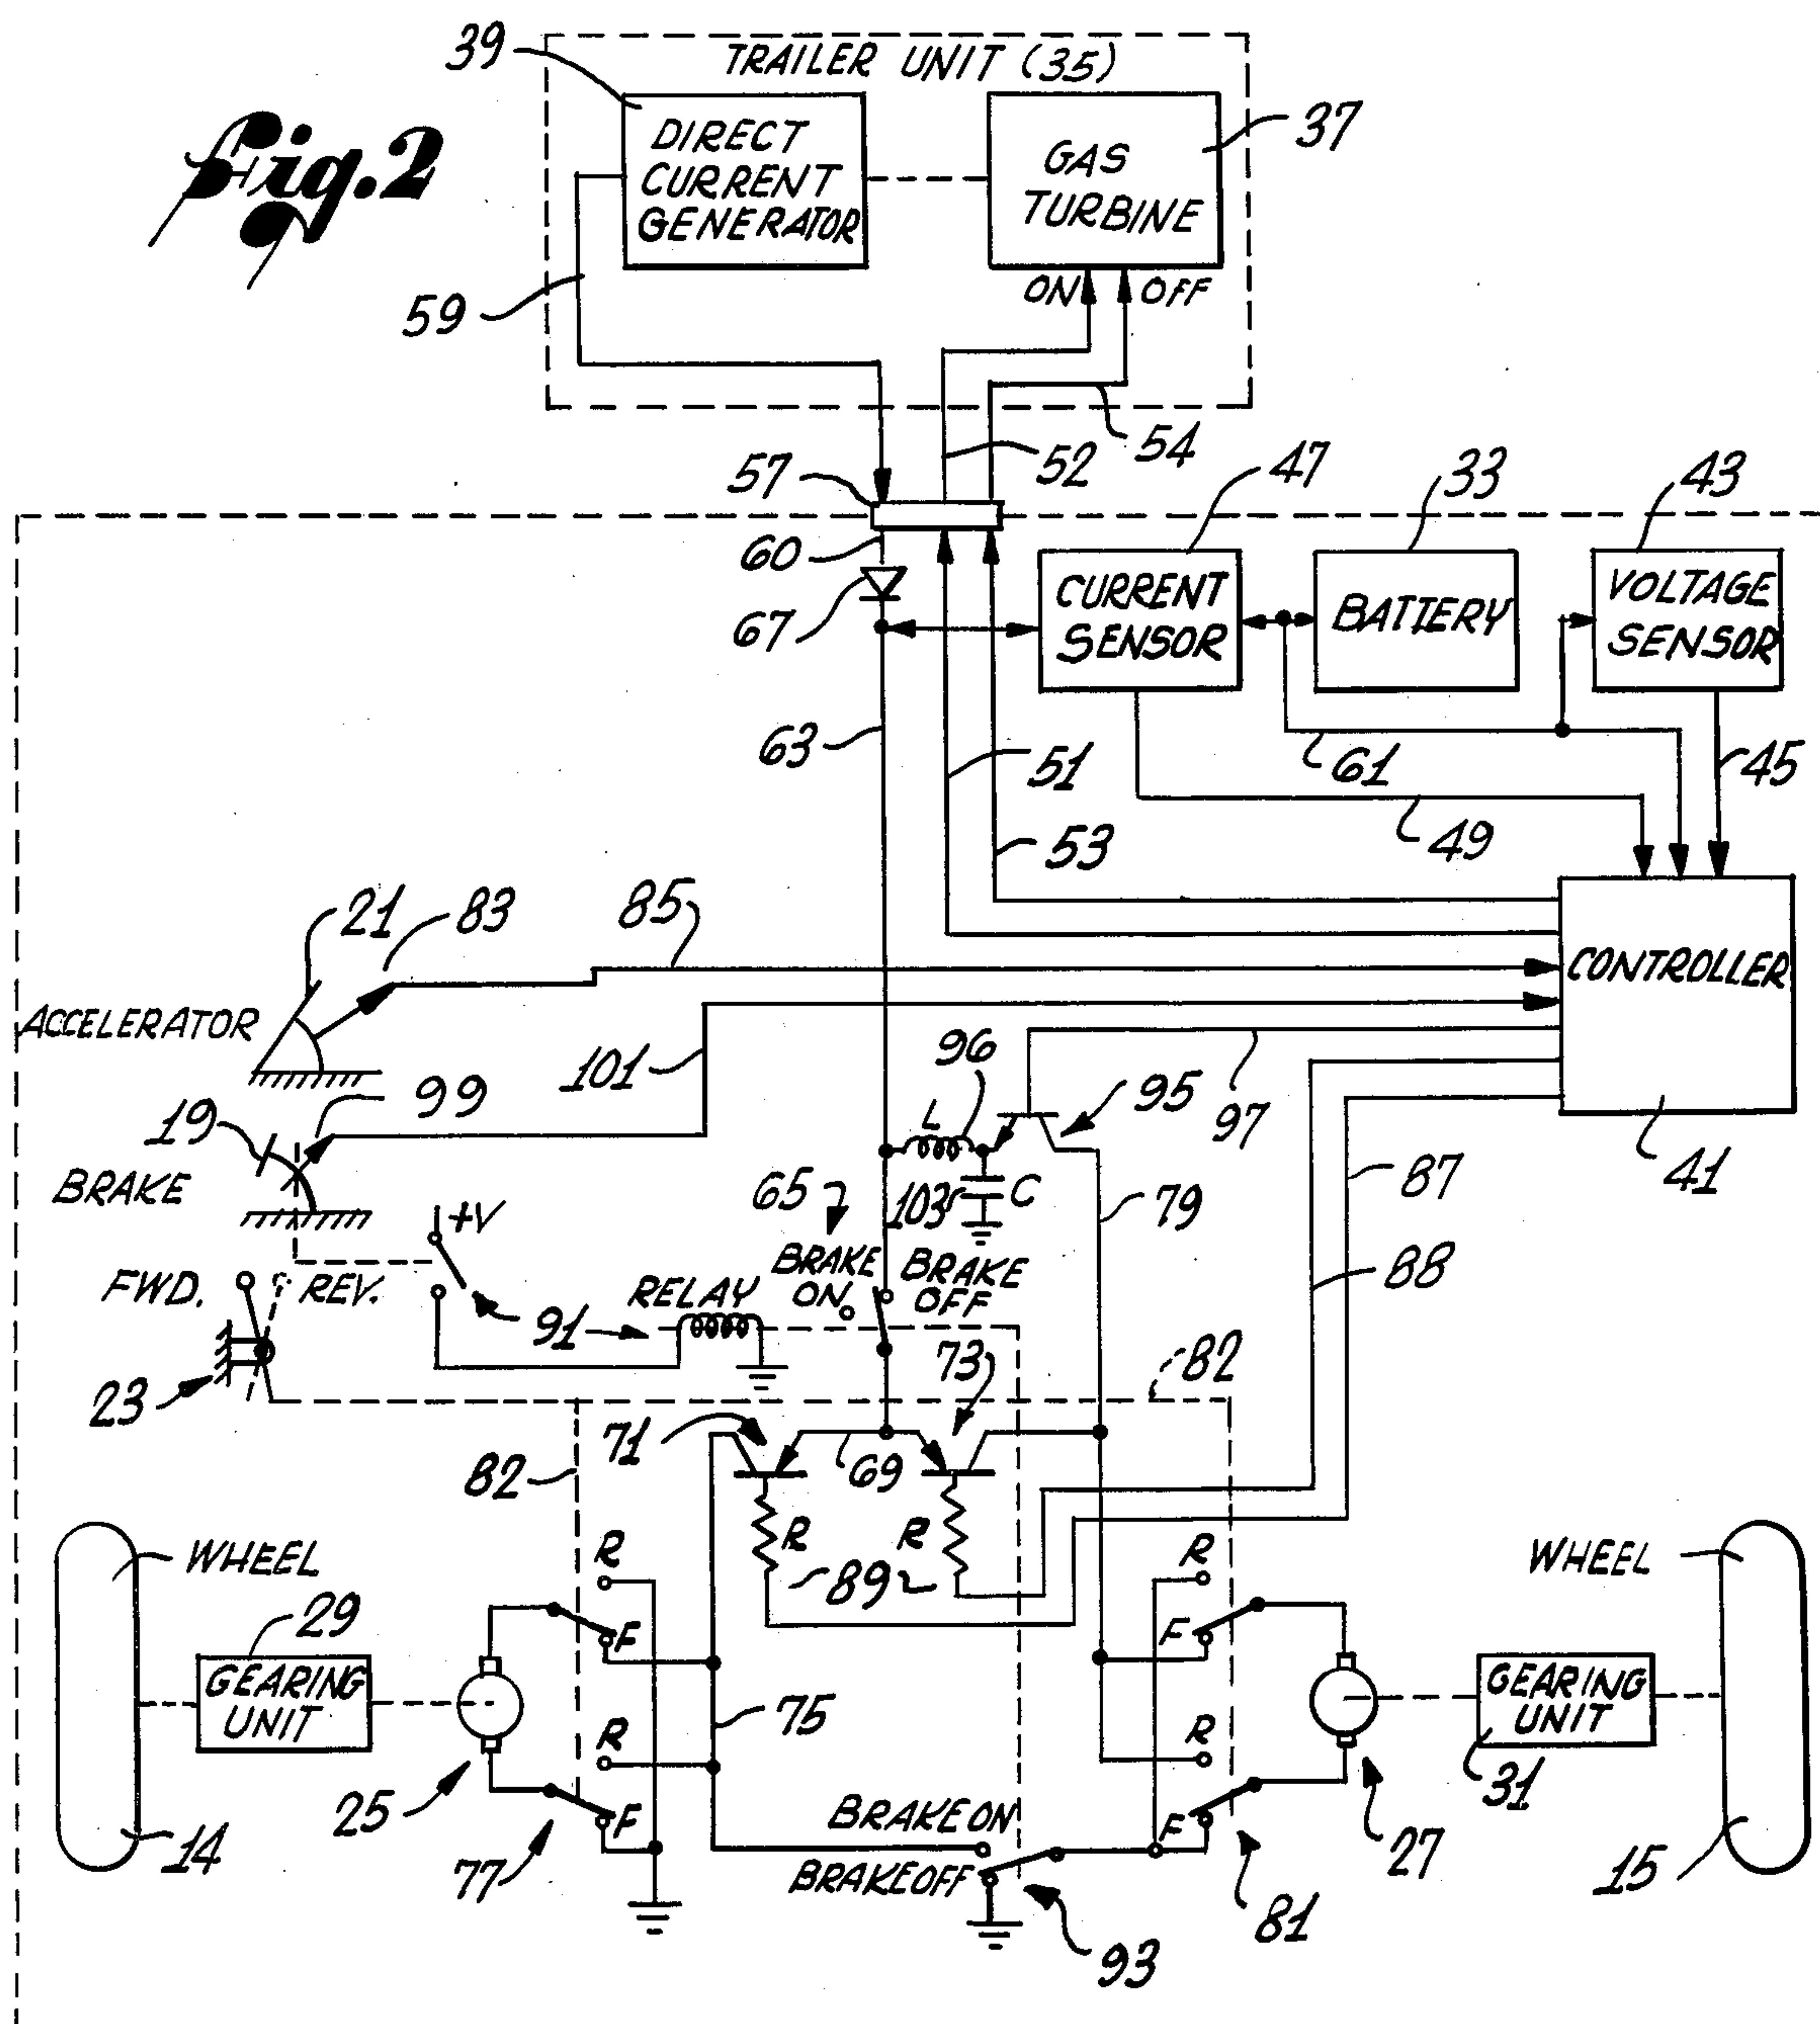 Fig. 2
39
TRAILER UNIT (35)
DIRECT
CURRENT
GENERATOR
GAS
TURBINE
37
59
ON
OFF
57
52
54
47
33
43
60
67
CURRENT
SENSOR
BATTERY
VOLTAGE
SENSOR
63
51
61
45
53
49
21
83
85
CONTROLLER
ACCELERATOR
101
96
L
95
97
41
99
19
BRAKE
65
103
C
79
87
+V
FWD.
REV.
RELAY
BRAKE
ON
BRAKE
OFF
88
91
73
82
23
71
69
82
WHEEL
R
R
R
89
R
WHEEL
29
F
F
GEARING
UNIT
75
GEARING
UNIT
R
R
25
31
F
BRAKE ON
F
27
14
77
BRAKE OFF
81
15
93